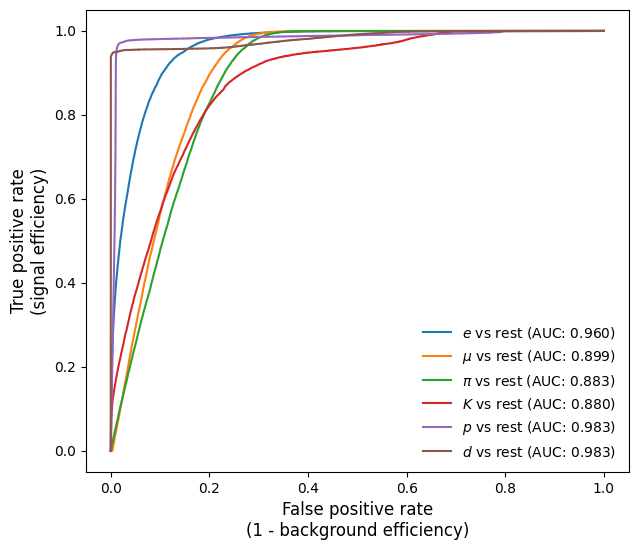 True positive rate
(signal efficiency)
1.0
0.8
0.6
0.4
0.2
0.0
0.0 0.2 0.4 0.6 0.8 1.0
False positive rate
(1 - background efficiency)
e vs rest (AUC: 0.960)
μ vs rest (AUC: 0.899)
π vs rest (AUC: 0.883)
K vs rest (AUC: 0.880)
p vs rest (AUC: 0.983)
d vs rest (AUC: 0.983)